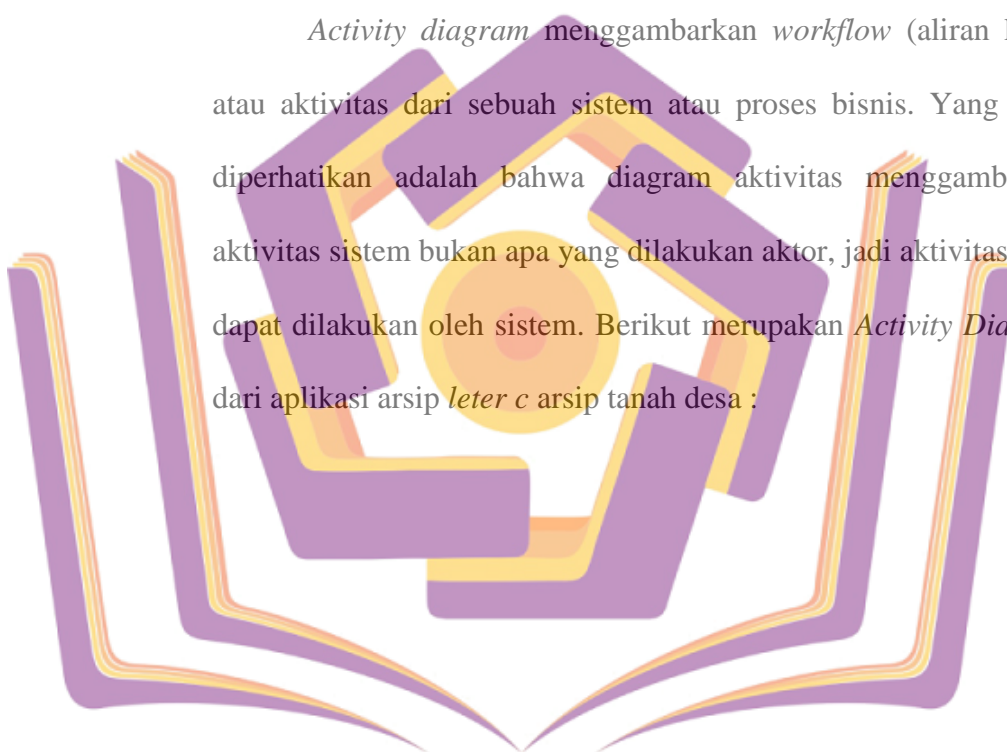 Activity diagram menggambarkan workflow (aliran
atau aktivitas dari sebuah sistem atau proses bisnis. Yang
diperhatikan adalah bahwa diagram aktivitas menggamb
aktivitas sistem bukan apa yang dilakukan aktor, jadi aktivitas
dapat dilakukan oleh sistem. Berikut merupakan Activity Dia
dari aplikasi arsip leter c arsip tanah desa :